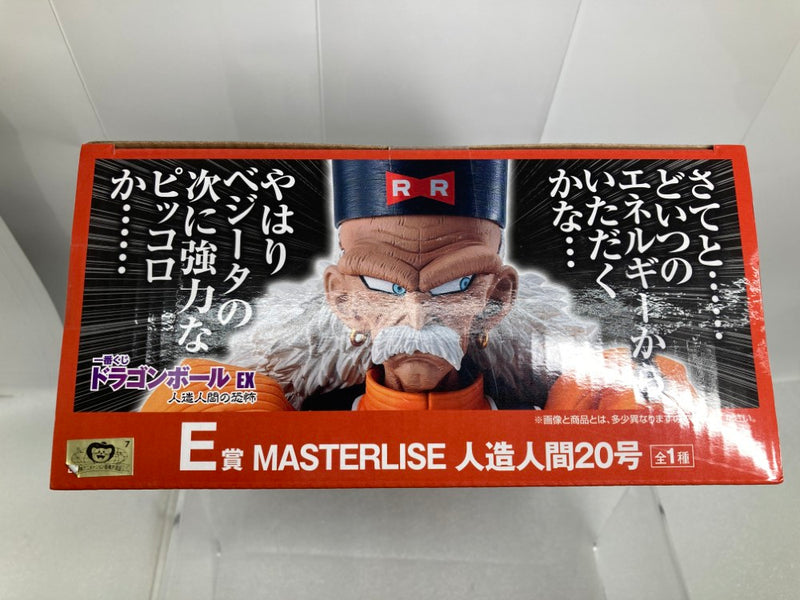 さてと……
どいつの
エネルギーから
いただく
かな…
R R
やはり
ベジータの
次に強力な
ピッコロ
か……
一番くじ
ドラゴンボール EX
人造人間の恐怖
※画像と商品とは、多少異なりますの
E賞 MASTERLISE 人造人間20号 全1種
7